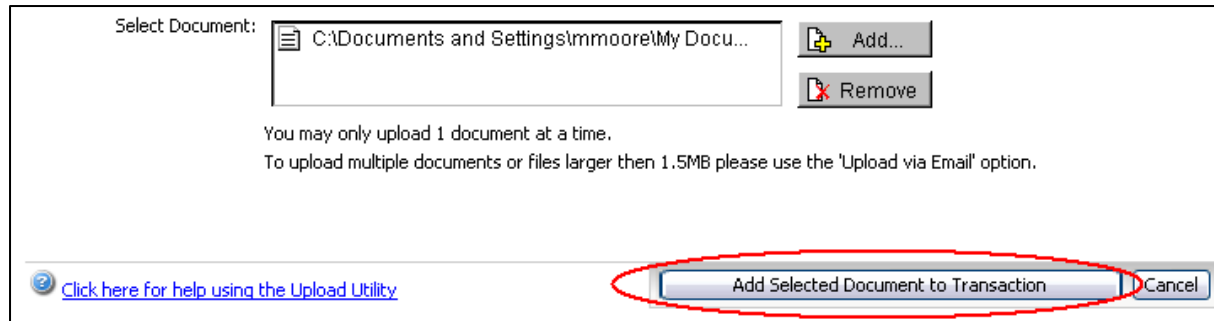 Select Document:
C:\Documents and Settings\mmoore\My Docu...
Add...
Remove
You may only upload 1 document at a time.
To upload multiple documents or files larger then 1.5MB please use the 'Upload via Email' option.
Click here for help using the Upload Utility
Add Selected Document to Transaction
Cancel